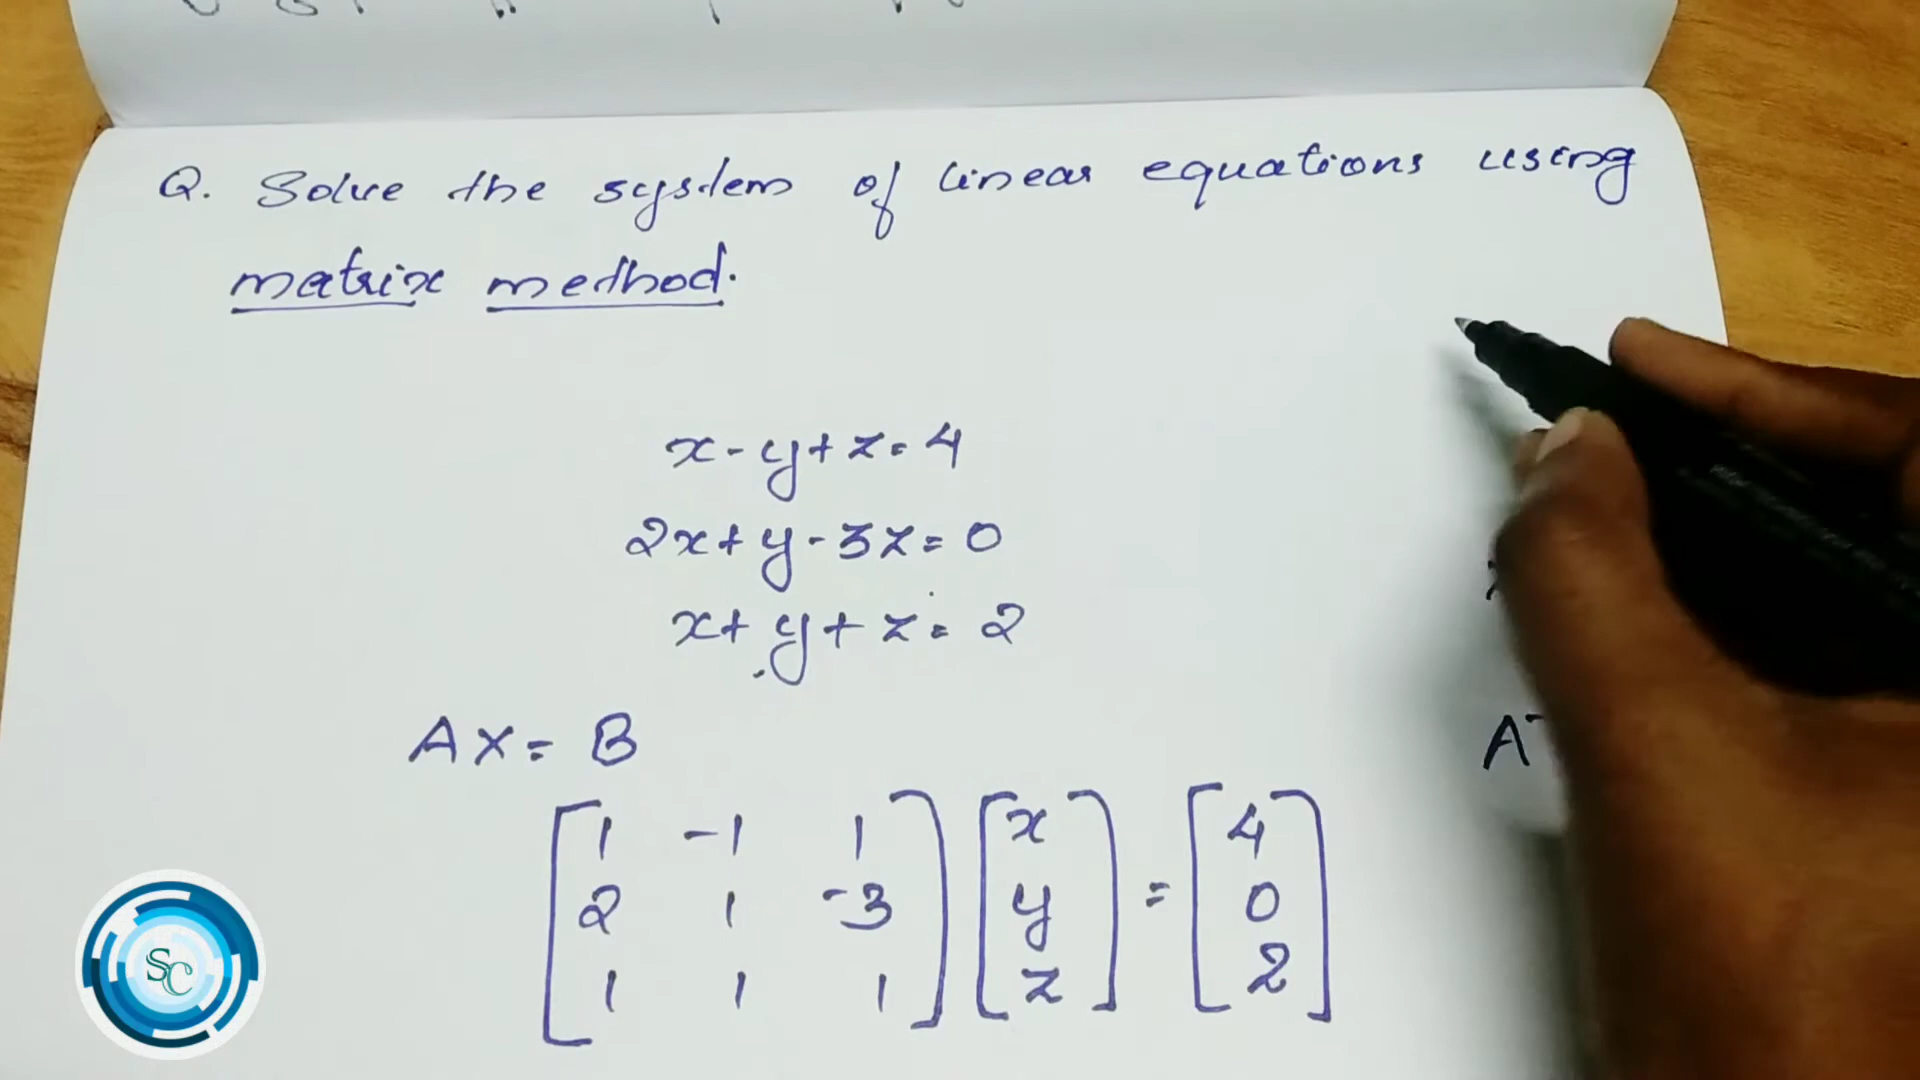 Q. Solve the system of linear equations using
matrix method.
x - y + z = 4
2x + y - 3z = 0
x + y + z = 2
AX = B
A⁻
[1 -1 1] [x] = [4]
[2 1 -3] [y] [0]
[1 1 1] [z] [2]
SC